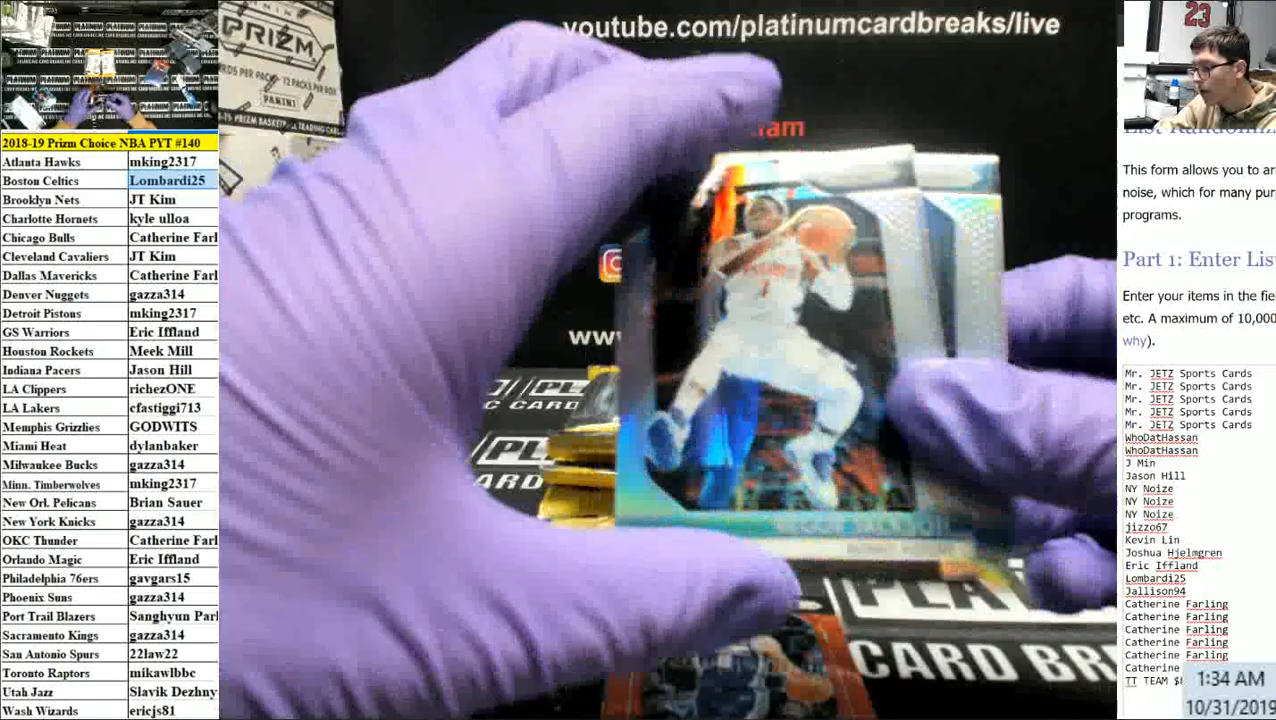 youtube.com/platinumcardbreaks/live
PRIZM
PANINI
2018-19 Prizm Choice NBA PYT #140
Atlanta Hawks mking2317
Boston Celtics Lombardi25
Brooklyn Nets JT Kim
Charlotte Hornets kyle ulloa
Chicago Bulls Catherine Farl
Cleveland Cavaliers JT Kim
Dallas Mavericks Catherine Farl
Denver Nuggets gazza314
Detroit Pistons mking2317
GS Warriors Eric Iffland
Houston Rockets Meek Mill
Indiana Pacers Jason Hill
LA Clippers richezONE
LA Lakers cfastiggi713
Memphis Grizzlies GODWITS
Miami Heat dylanbaker
Milwaukee Bucks gazza314
Minn. Timberwolves mking2317
New Orl. Pelicans Brian Sauer
New York Knicks gazza314
OKC Thunder Catherine Farl
Orlando Magic Eric Iffland
Philadelphia 76ers gavgars15
Phoenix Suns gazza314
Port Trail Blazers Sanghyun Par
Sacramento Kings gazza314
San Antonio Spurs 22law22
Toronto Raptors mikawlbbc
Utah Jazz Slavik Dezhny
Wash Wizards ericjs81
CARD
CARD BR
23
This form allows you to ar
noise, which for many pur
programs.
Part 1: Enter Lis
Enter your items in the fie
etc. A maximum of 10,000
why).
Mr. JETZ Sports Cards
Mr. JETZ Sports Cards
Mr. JETZ Sports Cards
Mr. JETZ Sports Cards
Mr. JETZ Sports Cards
WhoDatHassan
WhoDatHassan
J Min
Jason Hill
NY Noize
NY Noize
NY Noize
jizzo67
Kevin Lin
Joshua Hjelmgren
Eric Iffland
Lombardi25
Jallison94
Catherine Farling
Catherine Farling
Catherine Farling
Catherine Farling
Catherine Farling
Catherine
TT TEAM
1:34 AM
10/31/2019